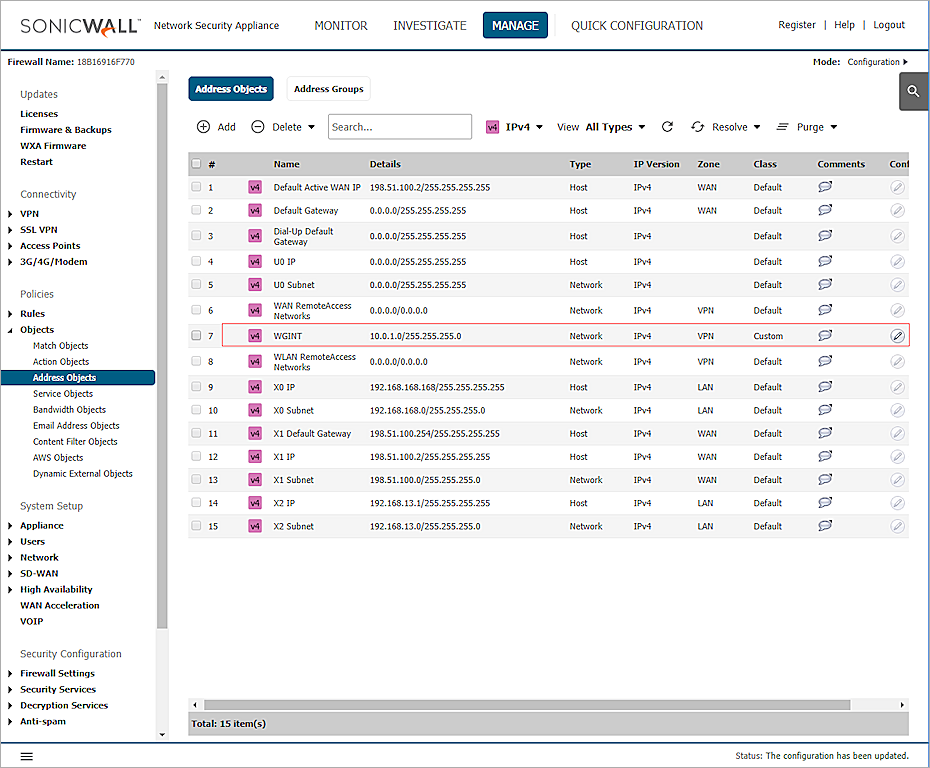 SONICWALL Network Security Appliance MONITOR INVESTIGATE MANAGE QUICK CONFIGURATION Register | Help | Logout
Firewall Name: 18B16916F770 Mode: Configuration
Updates
Licenses
Firmware & Backups
WXA Firmware
Restart
Connectivity
VPN
SSL VPN
Access Points
3G/4G/Modem
Policies
Rules
Objects
Match Objects
Action Objects
Address Objects
Service Objects
Bandwidth Objects
Email Address Objects
Content Filter Objects
AWS Objects
Dynamic External Objects
System Setup
Appliance
Users
Network
SD-WAN
High Availability
WAN Acceleration
VOIP
Security Configuration
Firewall Settings
Security Services
Decryption Services
Anti-spam
Address Objects Address Groups
Add Delete Search... v4 IPv4 View All Types Resolve Purge
# Name Details Type IP Version Zone Class Comments Conf
1 v4 Default Active WAN IP 198.51.100.2/255.255.255.255 Host IPv4 WAN Default
2 v4 Default Gateway 0.0.0.0/255.255.255.255 Host IPv4 WAN Default
3 v4 Dial-Up Default Gateway 0.0.0.0/255.255.255.255 Host IPv4 Default
4 v4 U0 IP 0.0.0.0/255.255.255.255 Host IPv4 Default
5 v4 U0 Subnet 0.0.0.0/255.255.255.255 Network IPv4 Default
6 v4 WAN RemoteAccess Networks 0.0.0.0/0.0.0.0 Network IPv4 VPN Default
7 v4 WGINT 10.0.1.0/255.255.255.0 Network IPv4 VPN Custom
8 v4 WLAN RemoteAccess Networks 0.0.0.0/0.0.0.0 Network IPv4 VPN Default
9 v4 X0 IP 192.168.168.168/255.255.255.255 Host IPv4 LAN Default
10 v4 X0 Subnet 192.168.168.0/255.255.255.0 Network IPv4 LAN Default
11 v4 X1 Default Gateway 198.51.100.254/255.255.255.255 Host IPv4 WAN Default
12 v4 X1 IP 198.51.100.2/255.255.255.255 Host IPv4 WAN Default
13 v4 X1 Subnet 198.51.100.0/255.255.255.0 Network IPv4 WAN Default
14 v4 X2 IP 192.168.13.1/255.255.255.255 Host IPv4 LAN Default
15 v4 X2 Subnet 192.168.13.0/255.255.255.0 Network IPv4 LAN Default
Total: 15 item(s)
Status: The configuration has been updated.